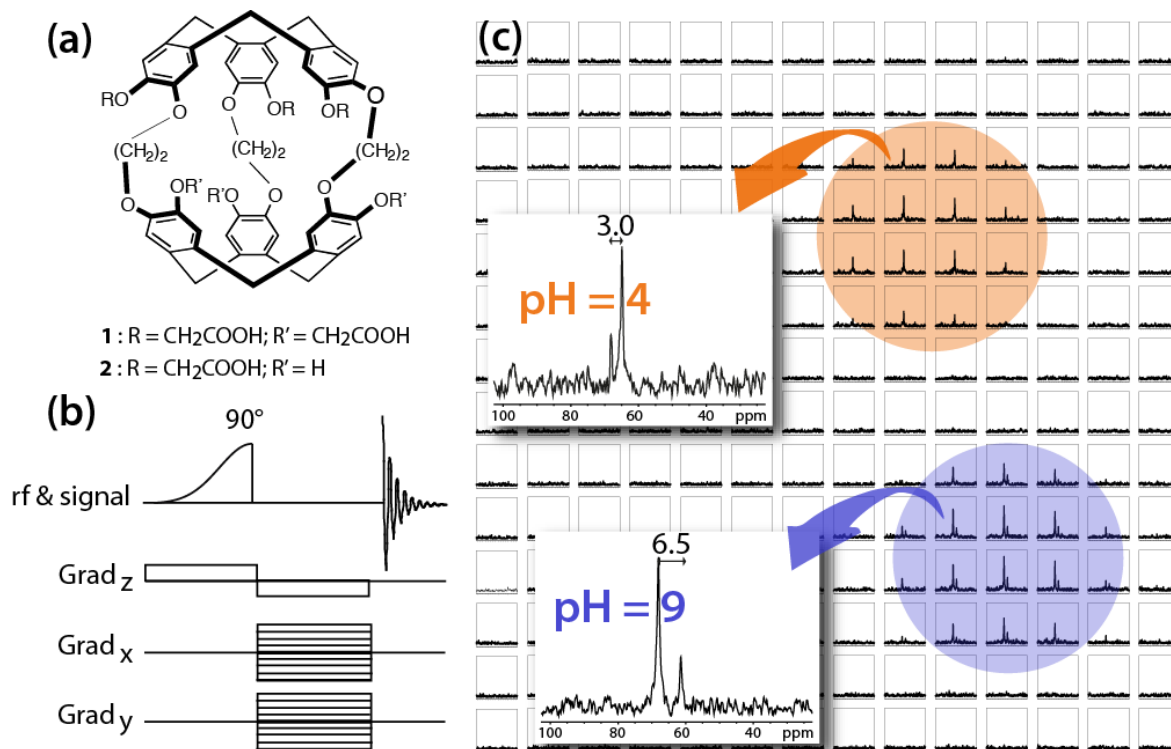 (a)
RO
O
O
OR
OR
O
(CH₂)₂
(CH₂)₂
(CH₂)₂
O
OR'
R'O
O
O
OR'
1 : R = CH₂COOH; R' = CH₂COOH
2 : R = CH₂COOH; R' = H
(b)
90°
rf & signal
Grad z
Grad x
Grad y
(c)
3.0
pH = 4
100 80 60 40 ppm
6.5
pH = 9
100 80 60 40 ppm